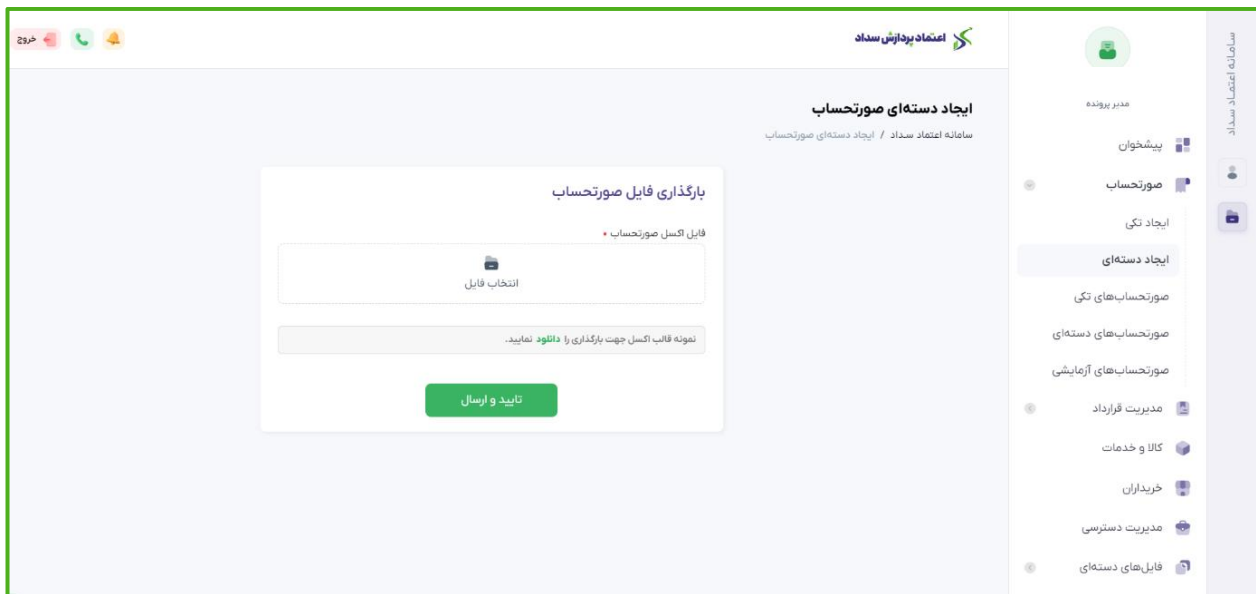 سامانه اعتماد سداد
مدیر پرونده
پیشخوان
صورتحساب
ایجاد تکی
ایجاد دسته‌ای
صورتحساب‌های تکی
صورتحساب‌های دسته‌ای
صورتحساب‌های آزمایشی
مدیریت قرارداد
کالا و خدمات
خریداران
مدیریت دسترسی
فایل‌های دسته‌ای
اعتماد پردازش سداد
خروج
ایجاد دسته‌ای صورتحساب
سامانه اعتماد سداد / ایجاد دسته‌ای صورتحساب
بارگذاری فایل صورتحساب
فایل اکسل صورتحساب •
انتخاب فایل
نمونه قالب اکسل جهت بارگذاری را دانلود نمایید.
تایید و ارسال